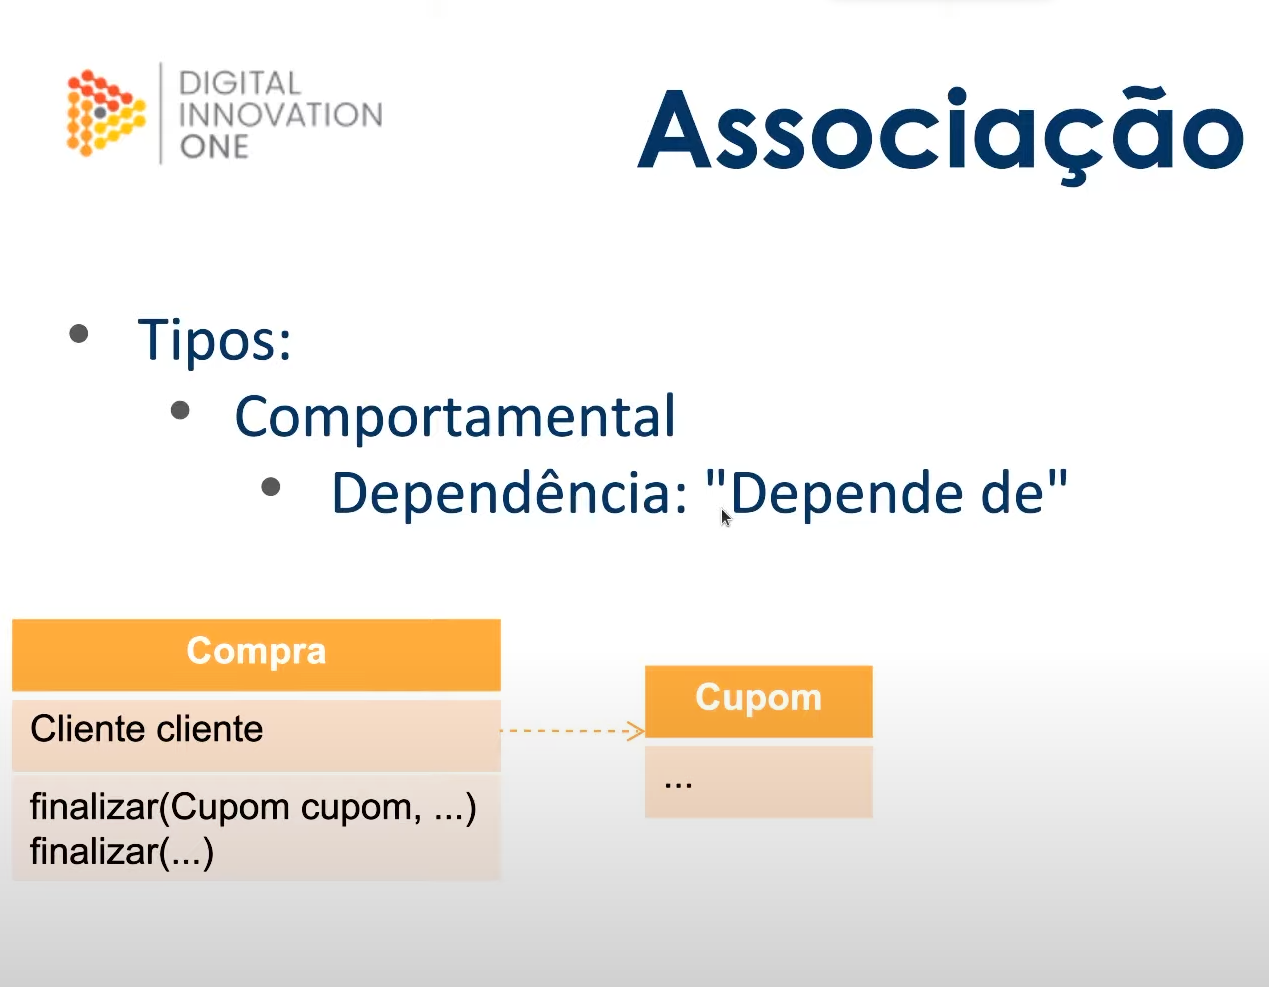 DIGITAL
INNOVATION
ONE
Associação
Tipos:
Comportamental
Dependência: "Depende de"
Compra
Cliente cliente
finalizar(Cupom cupom, ...)
finalizar(...)
Cupom
...